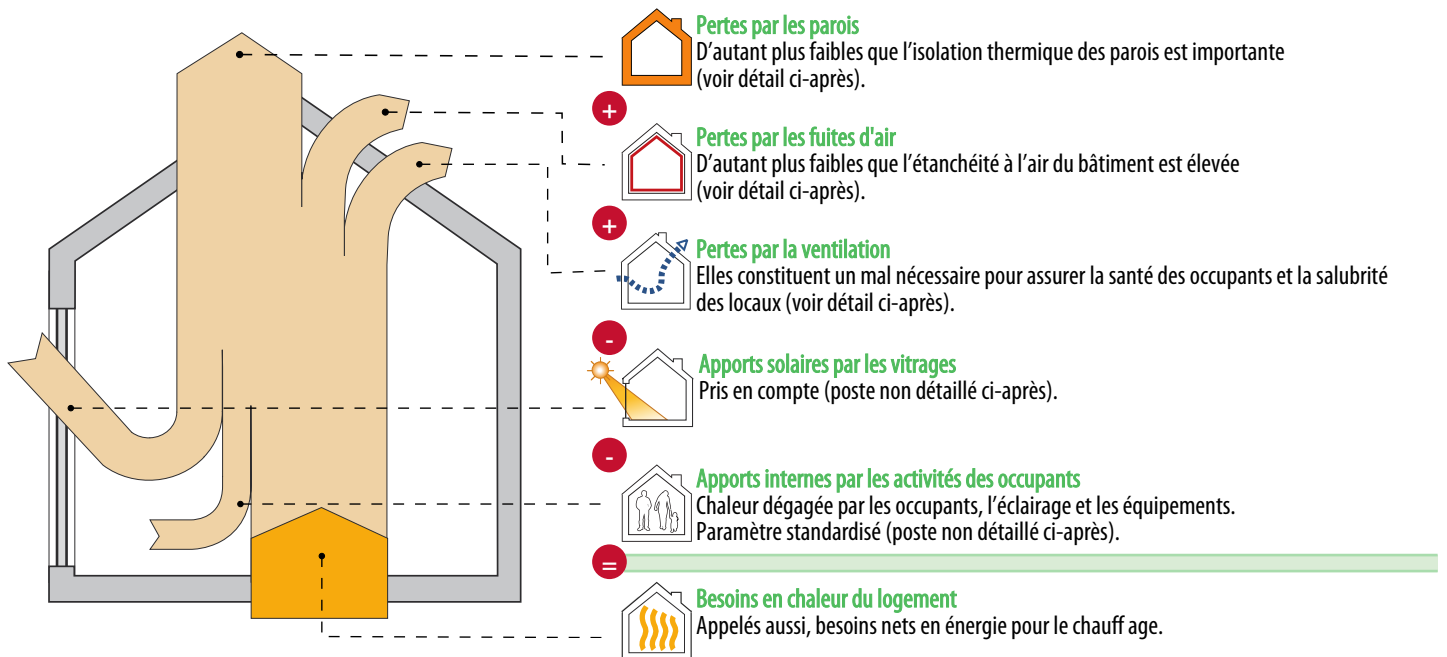 Pertes par les parois
D'autant plus faibles que l'isolation thermique des parois est importante
(voir détail ci-après).
+
Pertes par les fuites d'air
D'autant plus faibles que l'étanchéité à l'air du bâtiment est élevée
(voir détail ci-après).
+
Pertes par la ventilation
Elles constituent un mal nécessaire pour assurer la santé des occupants et la salubrité
des locaux (voir détail ci-après).
-
Apports solaires par les vitrages
Pris en compte (poste non détaillé ci-après).
-
Apports internes par les activités des occupants
Chaleur dégagée par les occupants, l'éclairage et les équipements.
Paramètre standardisé (poste non détaillé ci-après).
=
Besoins en chaleur du logement
Appelés aussi, besoins nets en énergie pour le chauff age.